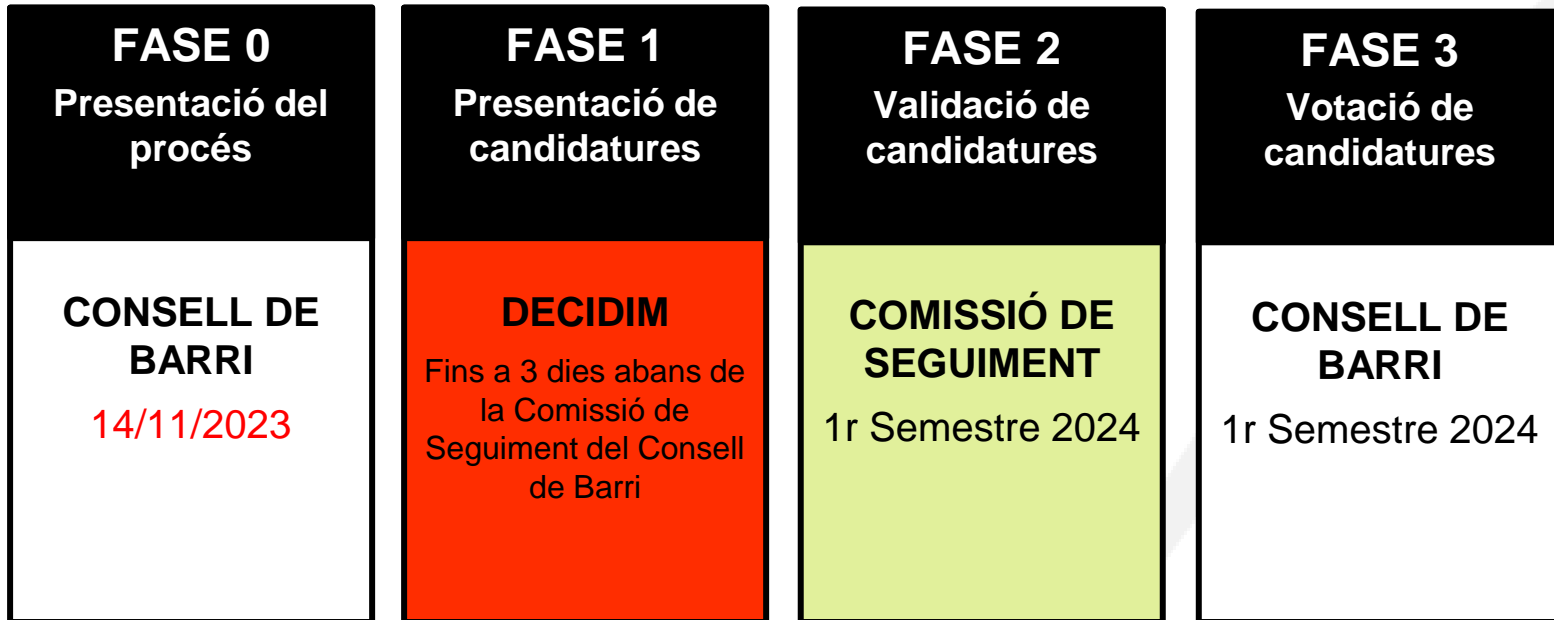 FASE 0
Presentació del
procés
CONSELL DE
BARRI
14/11/2023
FASE 1
Presentació de
candidatures
DECIDIM
Fins a 3 dies abans de
la Comissió de
Seguiment del Consell
de Barri
FASE 2
Validació de
candidatures
COMISSIÓ DE
SEGUIMENT
1r Semestre 2024
FASE 3
Votació de
candidatures
CONSELL DE
BARRI
1r Semestre 2024